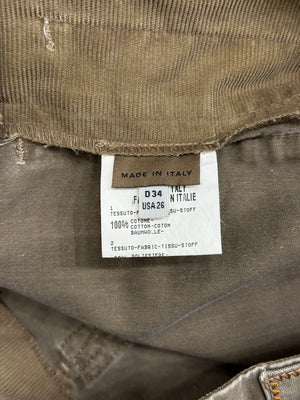 MADE IN ITALY
D34
USA26
TALY
FA N ITALIE
1
TESSUTO-F SU-STOFF
100% COTONE-
COTTON-COTON
BAUMWOLLE-
2
TESSUTO-FABRIC-TISSU-STOFF